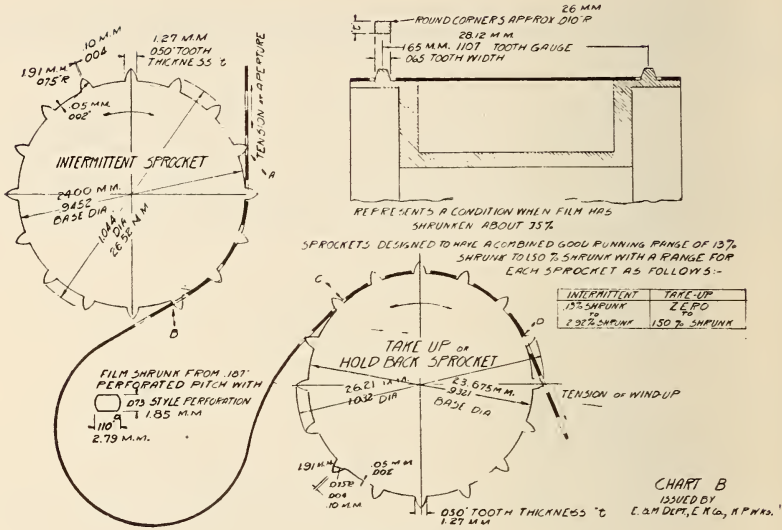 .10 M.M
.004
1.91 M.M.
.075"R
1.27 M.M
.050" TOOTH
THICKNESS "t
.05 M.M
.002"
INTERMITTENT SPROCKET
24.00 M.M.
.9452
BASE DIA
1.044"
DIA
26.52 M.M
TENSION OF APERTURE
A
B
26 MM
ROUND CORNERS APPROX .010"R
"t"
28.12 M.M
1.65 M.M. 1.107 TOOTH GAUGE
.065 TOOTH WIDTH
REPRESENTS A CONDITION WHEN FILM HAS
SHRUNKEN ABOUT .35%
SPROCKETS DESIGNED TO HAVE A COMBINED GOOD RUNNING RANGE OF .13%
SHRUNK TO 1.50 % SHRUNK WITH A RANGE FOR
EACH SPROCKET AS FOLLOWS:-
INTERMITTENT TAKE-UP
.13% SHRUNK ZERO
TO TO
2.92% SHRUNK 1.50 % SHRUNK
C
D
TAKE UP OR
HOLD BACK SPROCKET
26.21 M.M.
1.032 DIA
23.675 M.M.
.9321
BASE DIA
TENSION OF WIND-UP
FILM SHRUNK FROM .187"
PERFORATED PITCH WITH
.073 STYLE PERFORATION
1.85 M.M
.110"
2.79 M.M.
1.91 M.M.
.05 M.M
.004
.10 M.M.
.050" TOOTH THICKNESS "t
1.27 M.M
CHART B
ISSUED BY
E. & M DEPT, E. K Co., K P WKS.